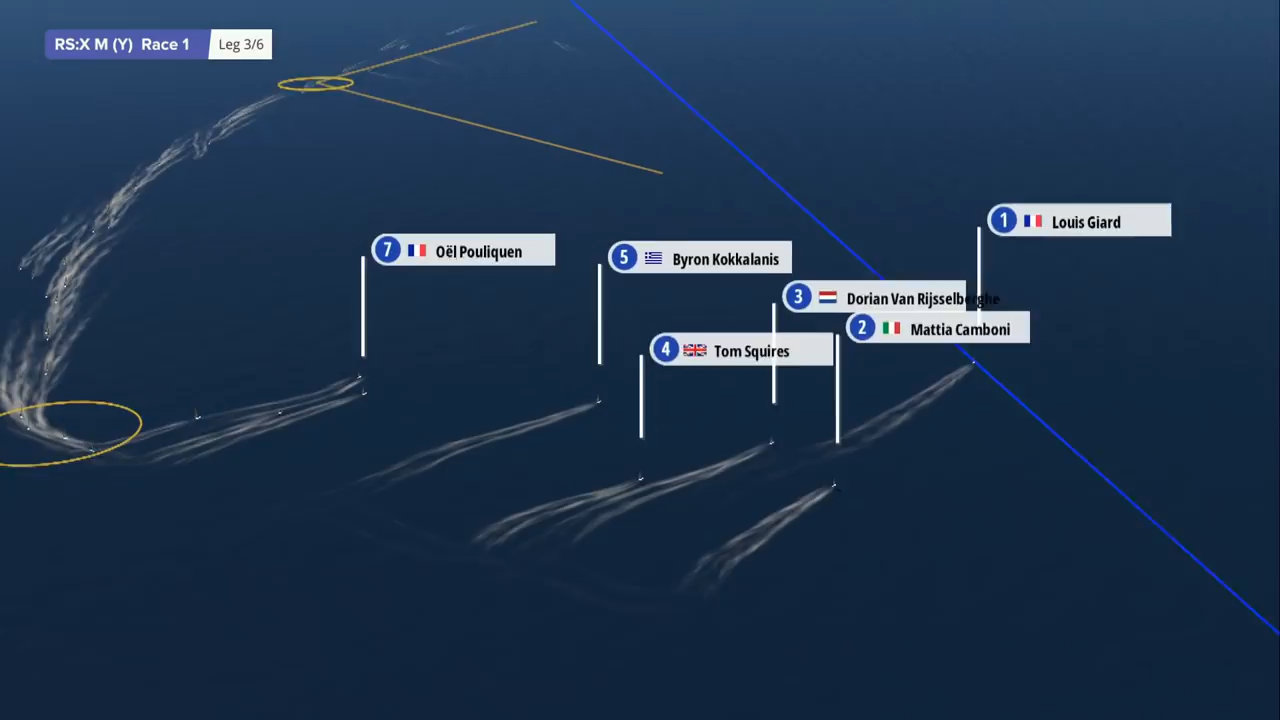 RS:X M (Y) Race 1 Leg 3/6
1 Louis Giard
7 Oël Pouliquen
5 Byron Kokkalanis
3 Dorian Van Rijsselberghe
2 Mattia Camboni
4 Tom Squires